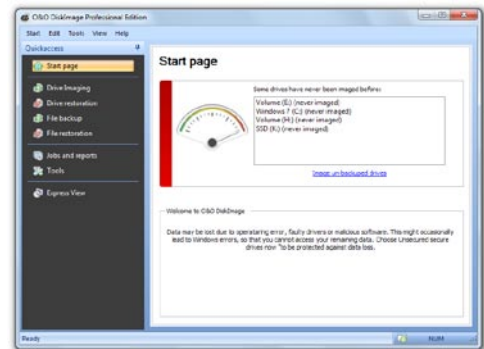 O&O DiskImage Professional Edition
Start Edit Tools View Help
Quickaccess
Start page
Drive Imaging
Drive restoration
File backup
File restoration
Jobs and reports
Tools
Express View
Start page
Some drives have never been imaged before:
Volume (E:) (never imaged)
Windows 7 (C:) (never imaged)
Volume (H:) (never imaged)
SSD (K:) (never imaged)
Image unbackuped drives
Welcome to O&O DiskImage
Data may be lost due to operataring error, faulty drivers or malicious software. This might occasionally
lead to Windows errors, so that you cannot access your remaining data. Choose Unsecured secure
drives now "to be protected against data loss.
Ready
NUM